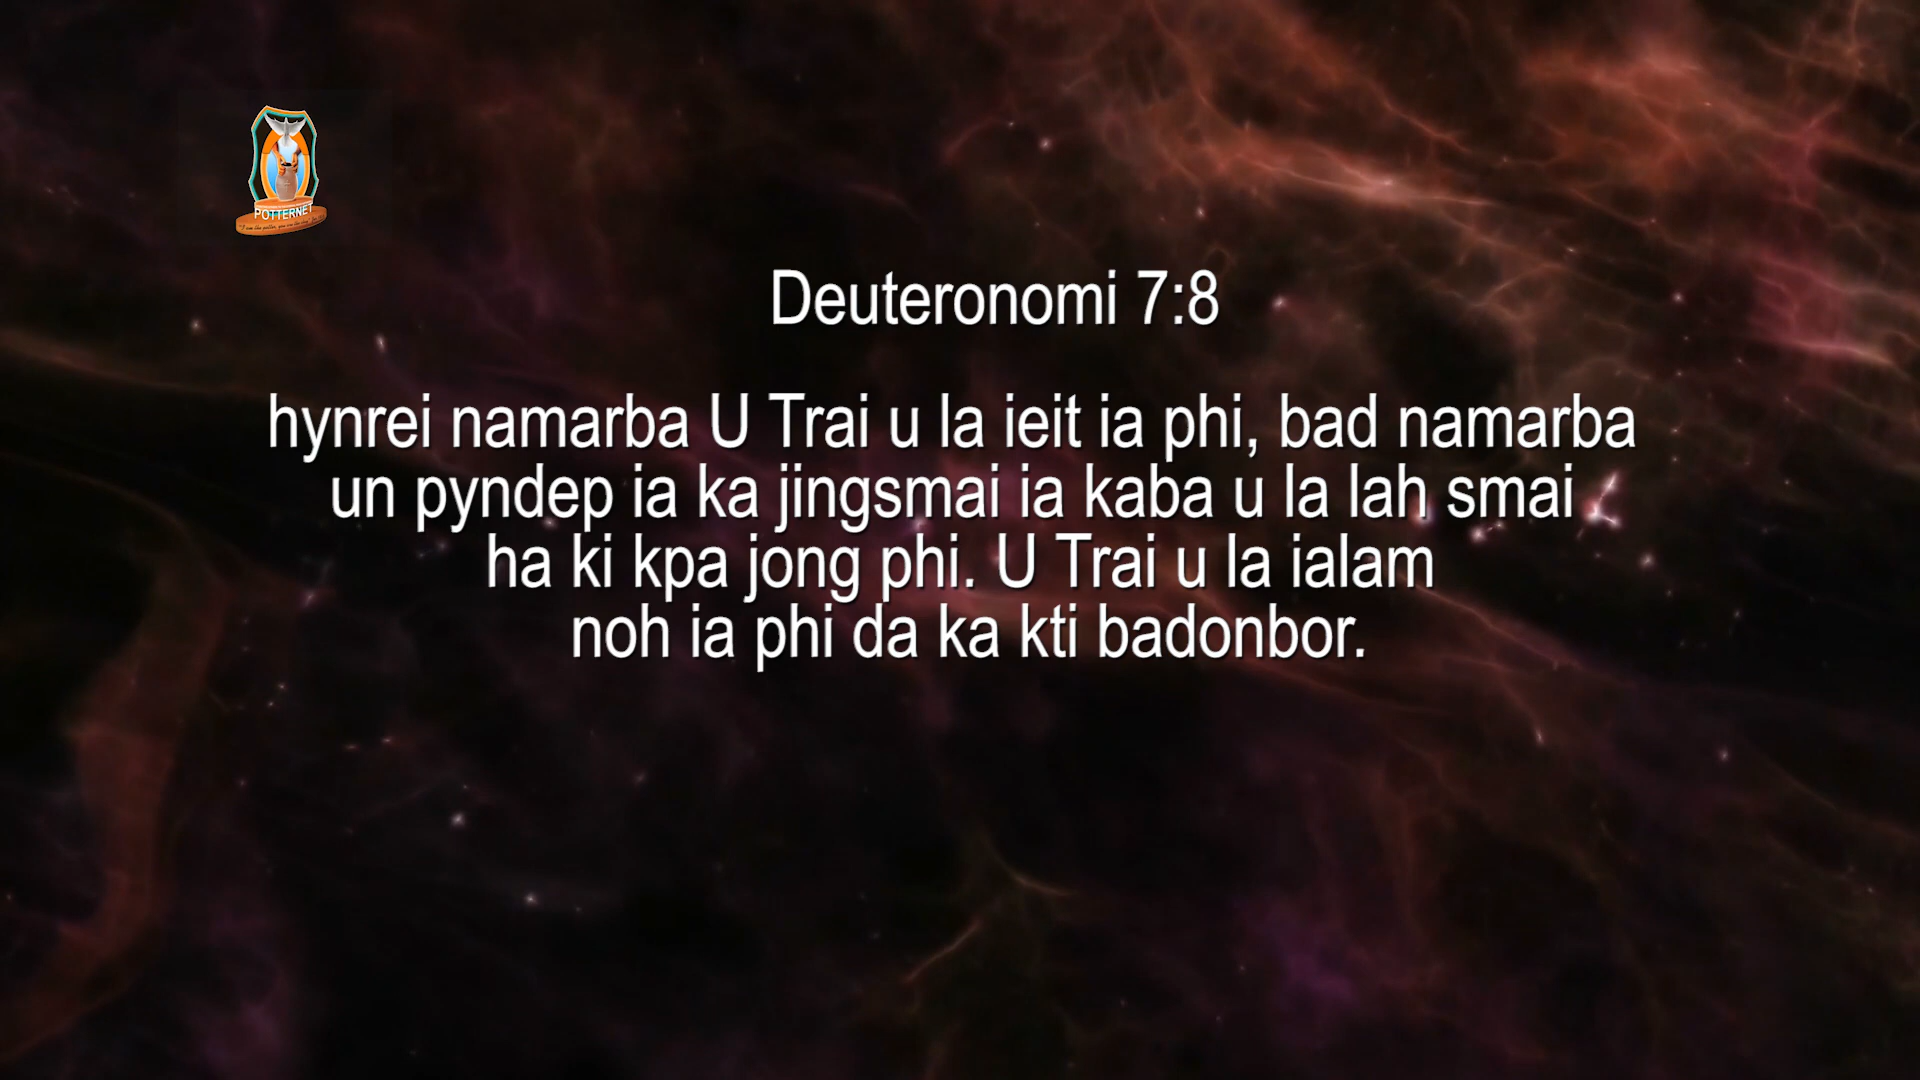 POTTERNET
Deuteronomi 7:8
hynrei namarba U Trai u la ieit ia phi, bad namarba
un pyndep ia ka jingsmai ia kaba u la lah smai
ha ki kpa jong phi. U Trai u la ialam
noh ia phi da ka kti badonbor.